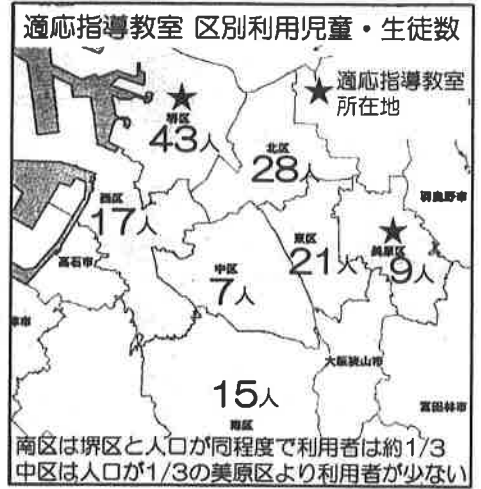 適応指導教室 区別利用児童・生徒数
★適応指導教室
所在地
堺区
43人
北区
28人
羽曳野市
西区
17人
東区
21人
美原区
9人
高石市
中区
7人
大阪狭山市
15人
南区
富田林市
南区は堺区と人口が同程度で利用者は約1/3
中区は人口が1/3の美原区より利用者が少ない